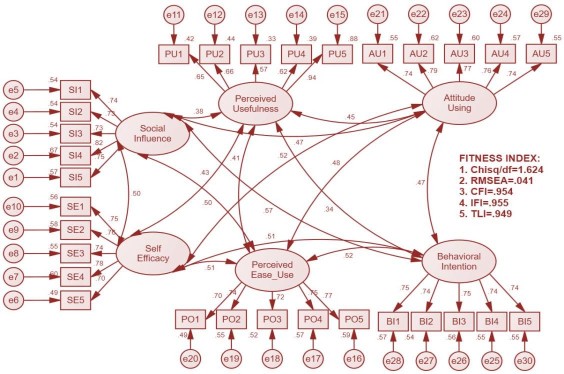 e11 e12 e13 e14 e15 e21 e22 e23 e24 e29
.42 .44 .33 .39 .88 .55 .62 .60 .57 .55
PU1 PU2 PU3 PU4 PU5 AU1 AU2 AU3 AU4 AU5
.65 .66 .57 .62 .94 .74 .79 .77 .76 .74
e5 .54 SI1
e4 .54 SI2
e3 .54 SI3
e2 .67 SI4
e1 .57 SI5
.74
.73
.73
.82
.75
Social
Influence
Perceived
Usefulness
Attitude
Using
.38
.45
.41
.52
.43
.49
.34
.47
.50
.50
FITNESS INDEX:
1. Chisq/df=1.624
2. RMSEA=.041
3. CFI=.954
4. IFI=.955
5. TLI=.949
e10 .56 SE1
e9 .58 SE2
e8 .55 SE3
e7 .60 SE4
e6 .49 SE5
.75
.76
.74
.78
.70
Self
Efficacy
.51
.51
.52
Perceived
Ease_Use
Behavioral
Intention
.70 .74 .72 .75 .77 .75 .74 .75 .74 .74
PO1 PO2 PO3 PO4 PO5 BI1 BI2 BI3 BI4 BI5
.49 .55 .52 .57 .59 .57 .55 .56 .55 .55
e20 e19 e18 e17 e16 e28 e27 e26 e25 e30